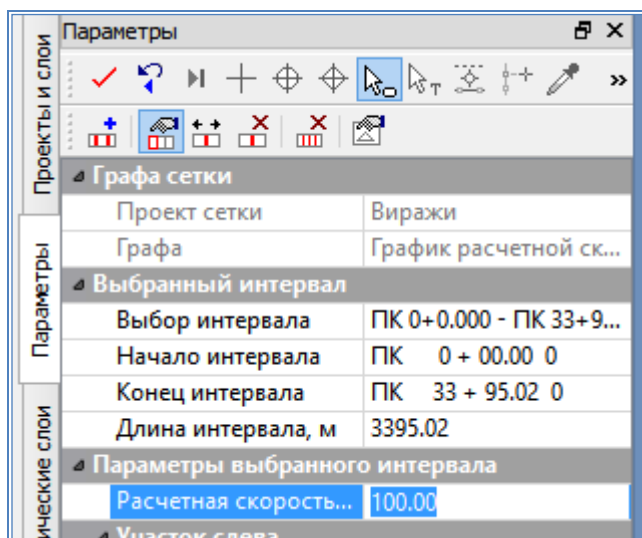 Параметры
Проекты и слои
Параметры
Графа сетки
Проект сетки Виражи
Графа График расчетной ск...
Выбранный интервал
Выбор интервала ПК 0+0.000 - ПК 33+9...
Начало интервала ПК 0 + 00.00 0
Конец интервала ПК 33 + 95.02 0
Длина интервала, м 3395.02
Параметры выбранного интервала
Расчетная скорость... 100.00
Участок слева
ические слои